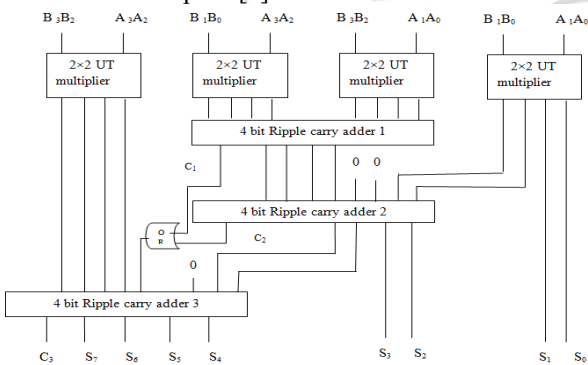 B ₃B₂ A ₃A₂ B ₁B₀ A ₃A₂ B ₃B₂ A ₁A₀ B ₁B₀ A ₁A₀
2×2 UT multiplier
2×2 UT multiplier
2×2 UT multiplier
2×2 UT multiplier
4 bit Ripple carry adder 1
C₁
0 0
4 bit Ripple carry adder 2
OR
C₂
0
4 bit Ripple carry adder 3
C₃ S₇ S₆ S₅ S₄ S₃ S₂ S₁ S₀